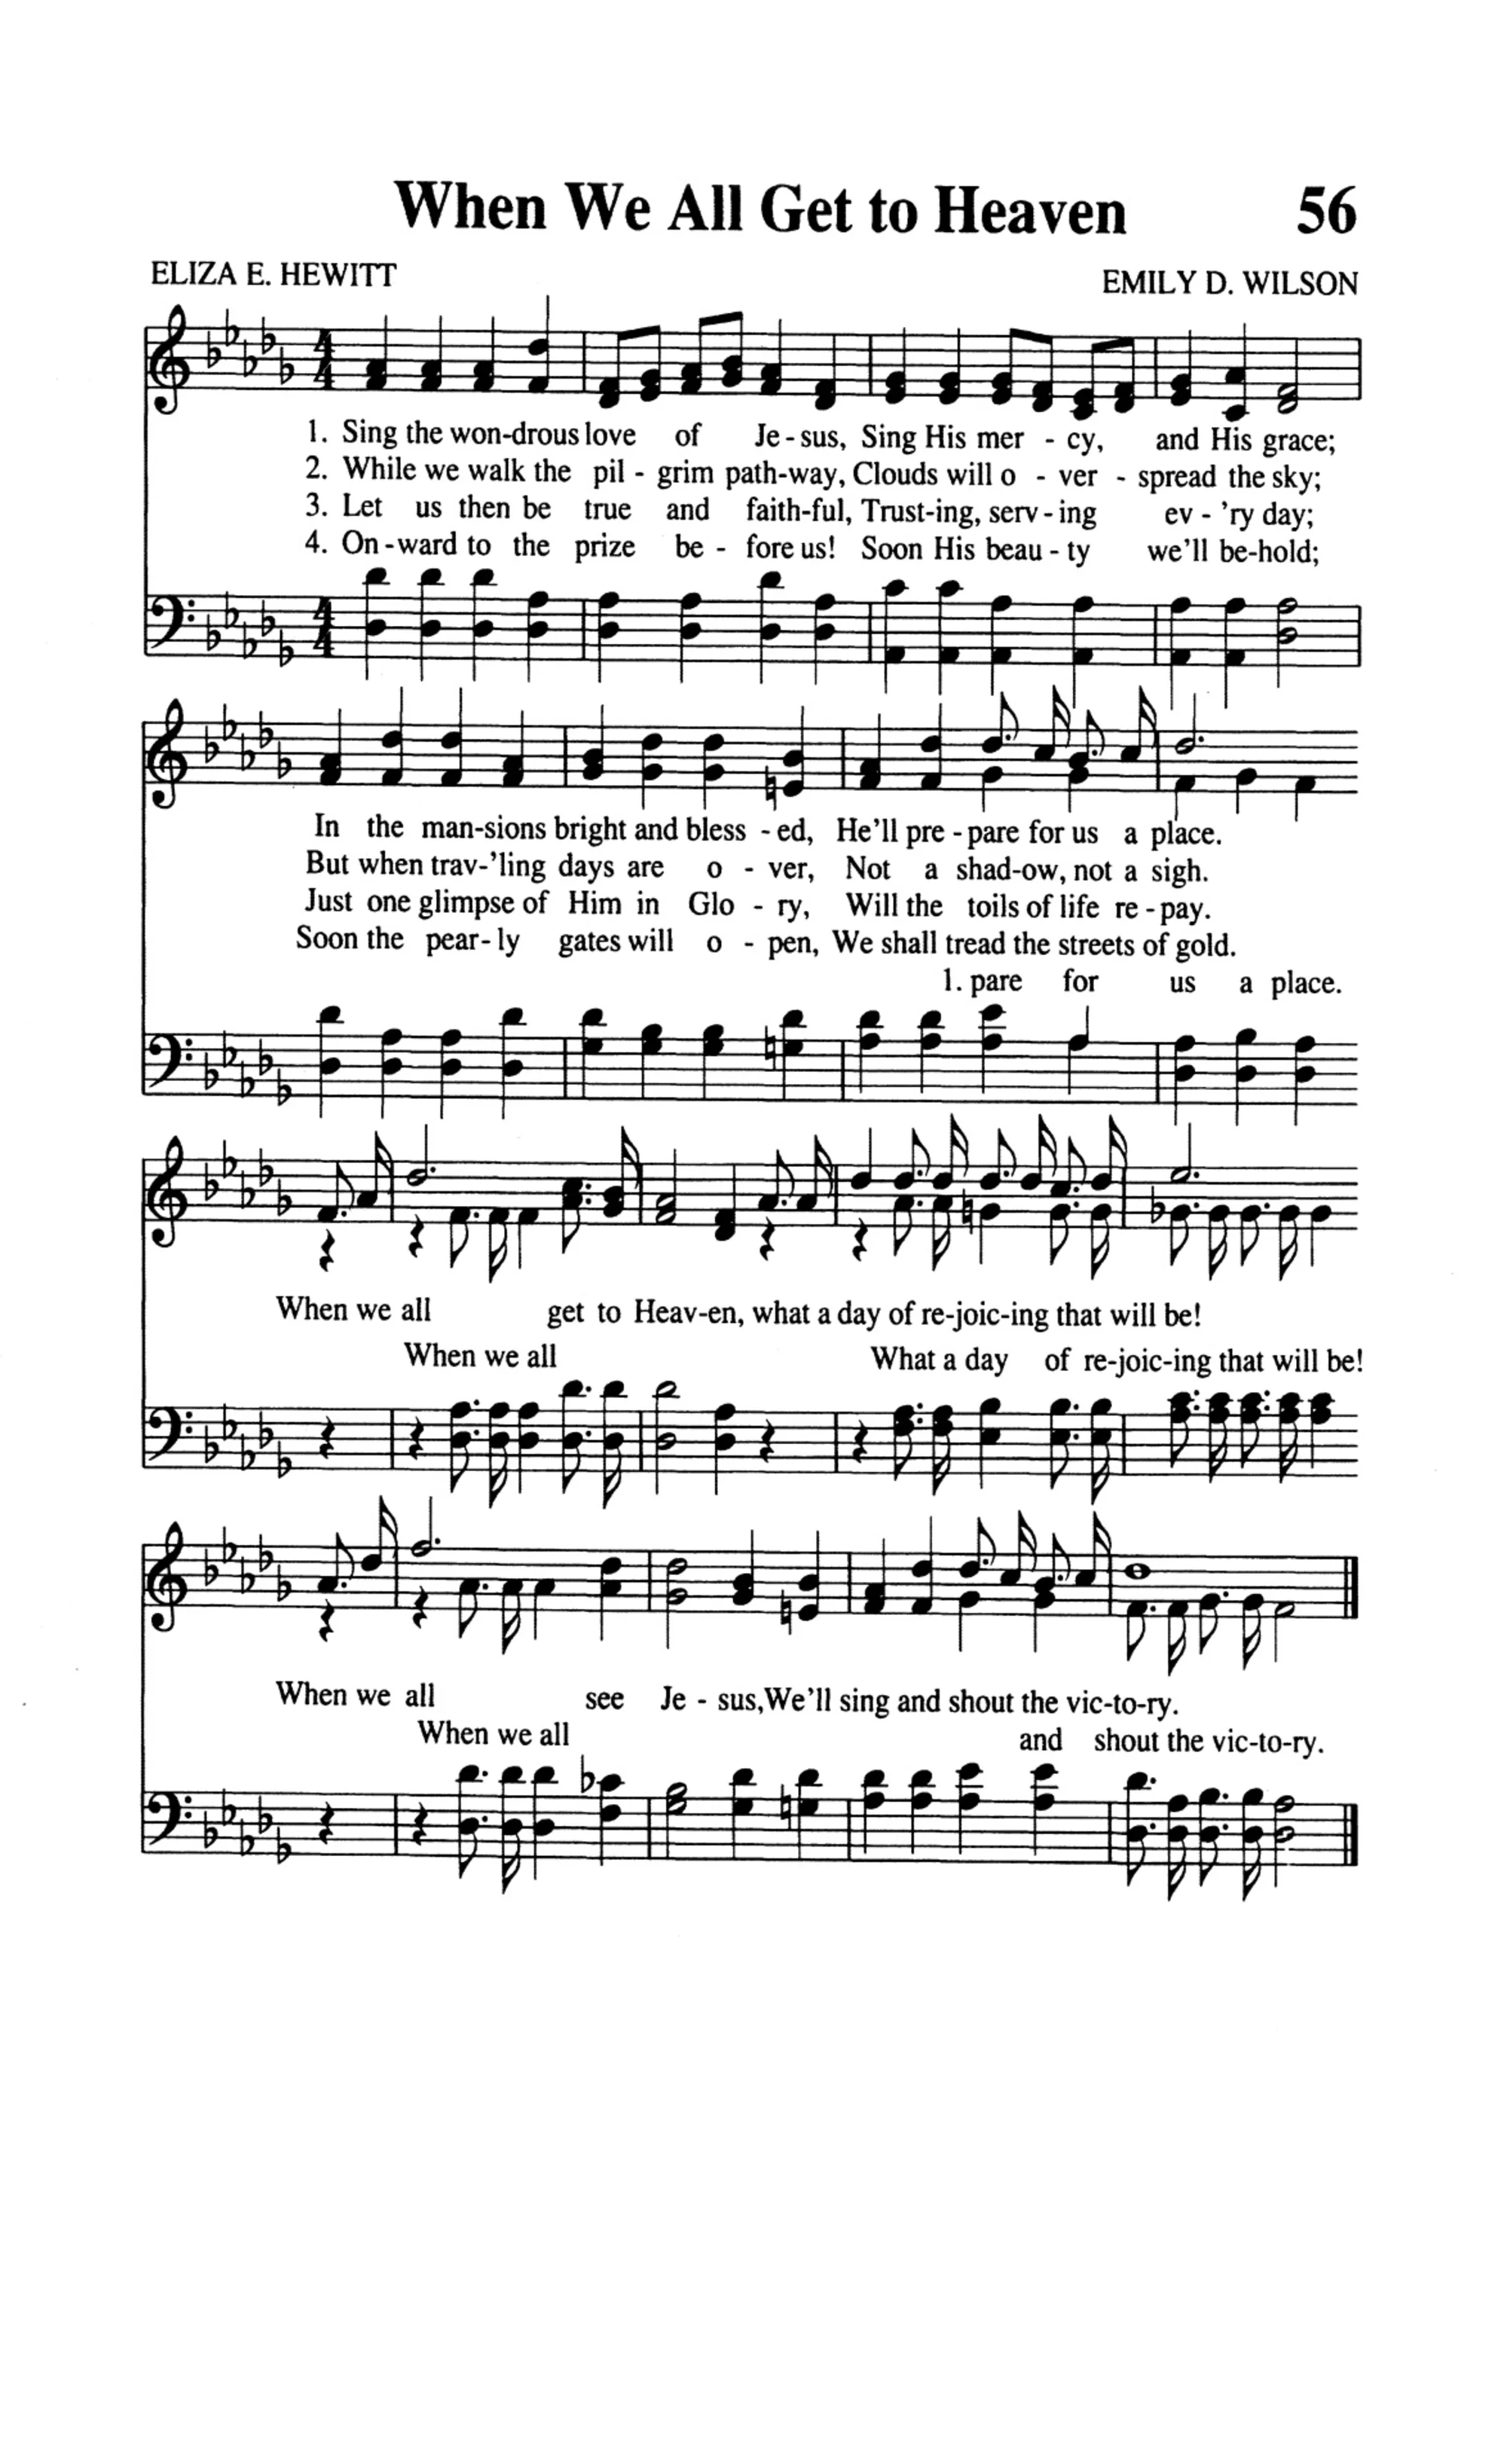 When We All Get to Heaven 56
ELIZA E. HEWITT EMILY D. WILSON
1. Sing the won-drous love of Je-sus, Sing His mer-cy, and His grace;
2. While we walk the pil-grim path-way, Clouds will o-ver-spread the sky;
3. Let us then be true and faith-ful, Trust-ing, serv-ing ev-'ry day;
4. On-ward to the prize be-fore us! Soon His beau-ty we'll be-hold;
In the man-sions bright and bless-ed, He'll pre-pare for us a place.
But when trav-'ling days are o-ver, Not a shad-ow, not a sigh.
Just one glimpse of Him in Glo-ry, Will the toils of life re-pay.
Soon the pear-ly gates will o-pen, We shall tread the streets of gold.
1. pare for us a place.
When we all get to Heav-en, what a day of re-joic-ing that will be!
When we all What a day of re-joic-ing that will be!
When we all see Je-sus, We'll sing and shout the vic-to-ry.
When we all and shout the vic-to-ry.